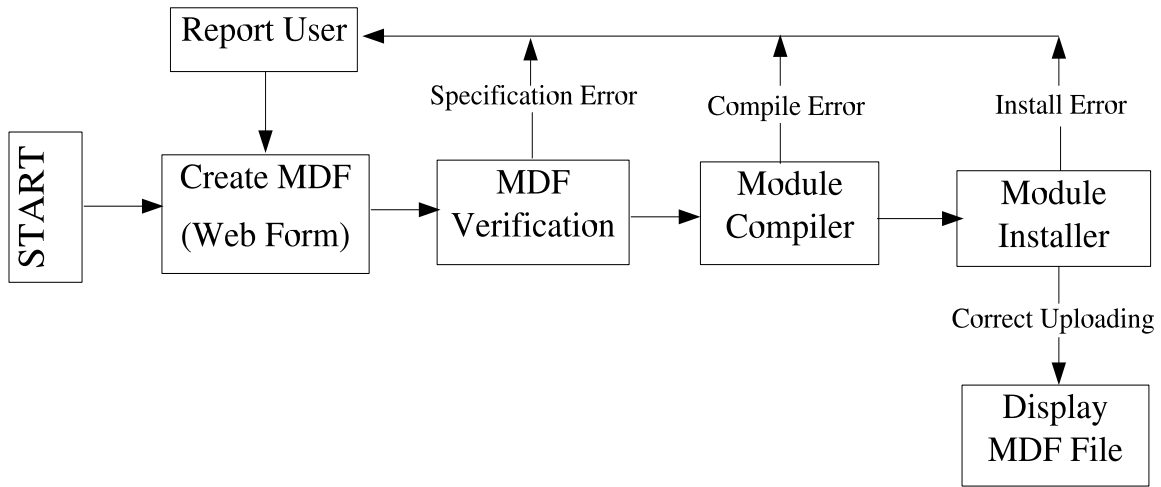 Report User
Specification Error
Compile Error
Install Error
START
Create MDF
(Web Form)
MDF
Verification
Module
Compiler
Module
Installer
Correct Uploading
Display
MDF File